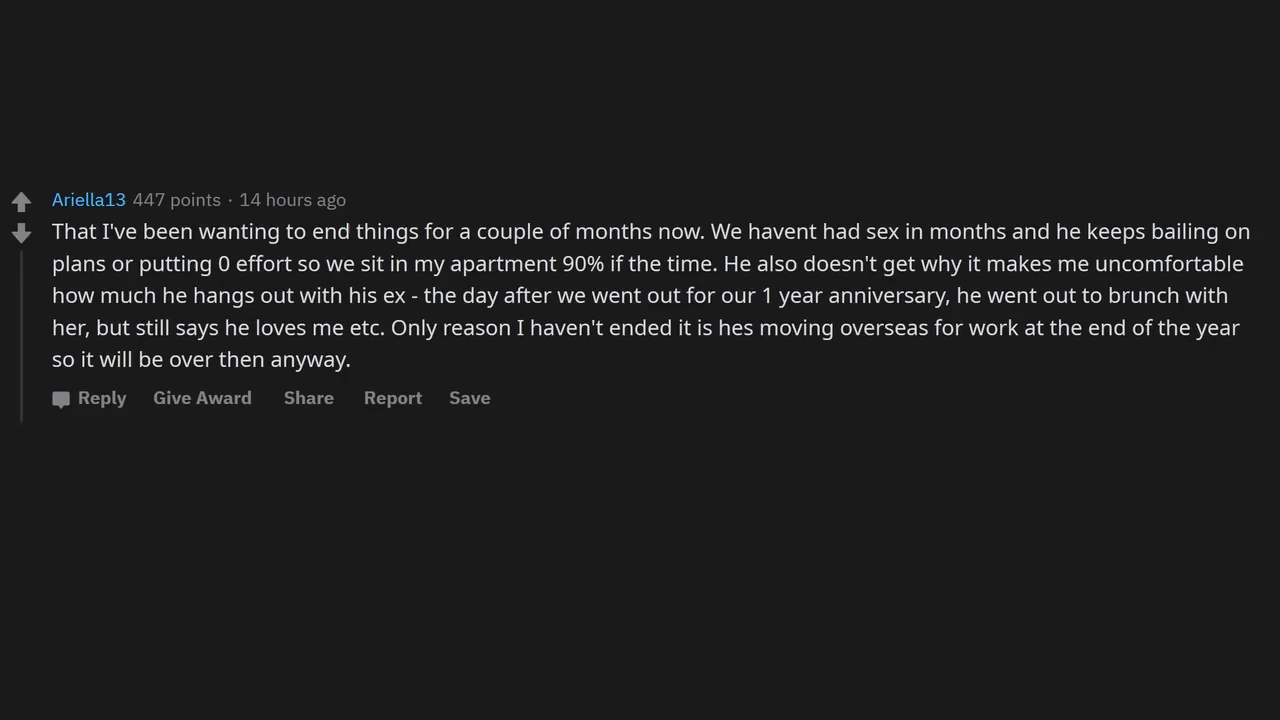 Ariella13 447 points · 14 hours ago
That I've been wanting to end things for a couple of months now. We havent had sex in months and he keeps bailing on
plans or putting 0 effort so we sit in my apartment 90% if the time. He also doesn't get why it makes me uncomfortable
how much he hangs out with his ex - the day after we went out for our 1 year anniversary, he went out to brunch with
her, but still says he loves me etc. Only reason I haven't ended it is hes moving overseas for work at the end of the year
so it will be over then anyway.
Reply Give Award Share Report Save